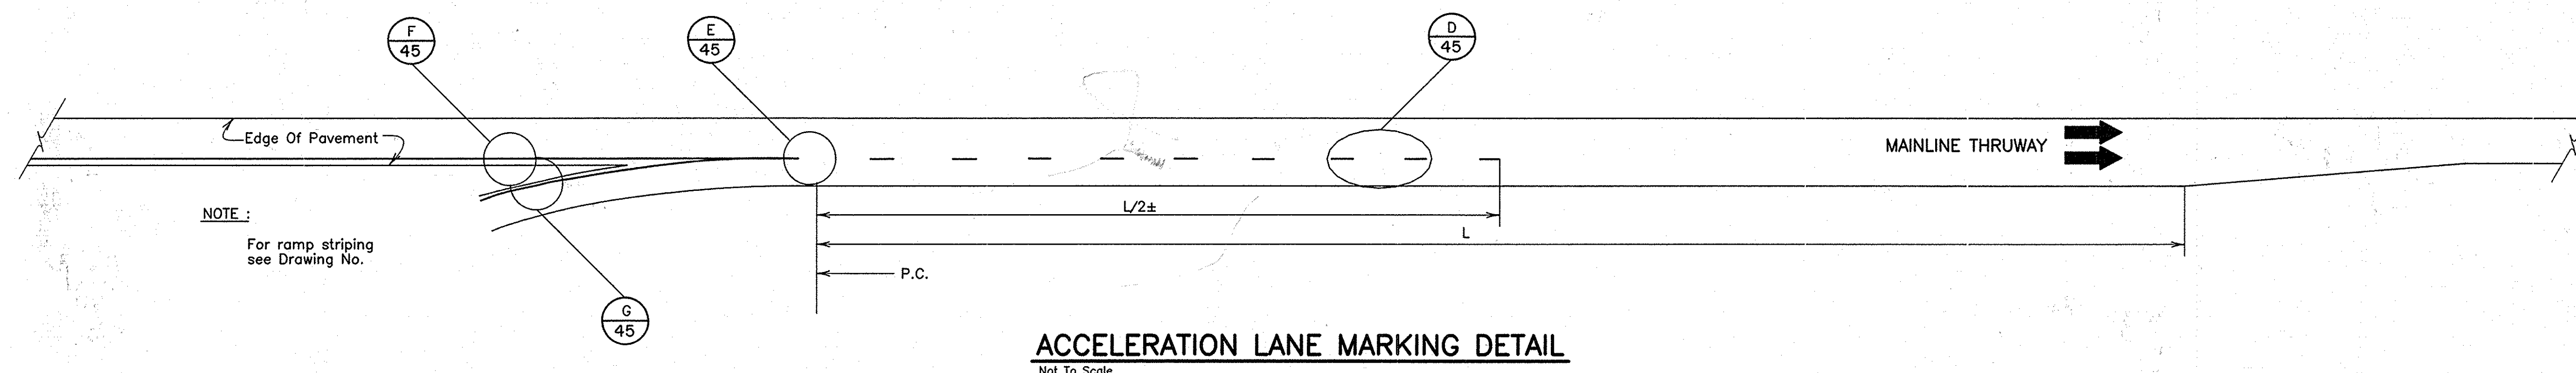 F
45
E
45
D
45
Edge Of Pavement
MAINLINE THRUWAY
NOTE :
For ramp striping
see Drawing No.
L/2±
L
P.C.
G
45
ACCELERATION LANE MARKING DETAIL
Not To Scale